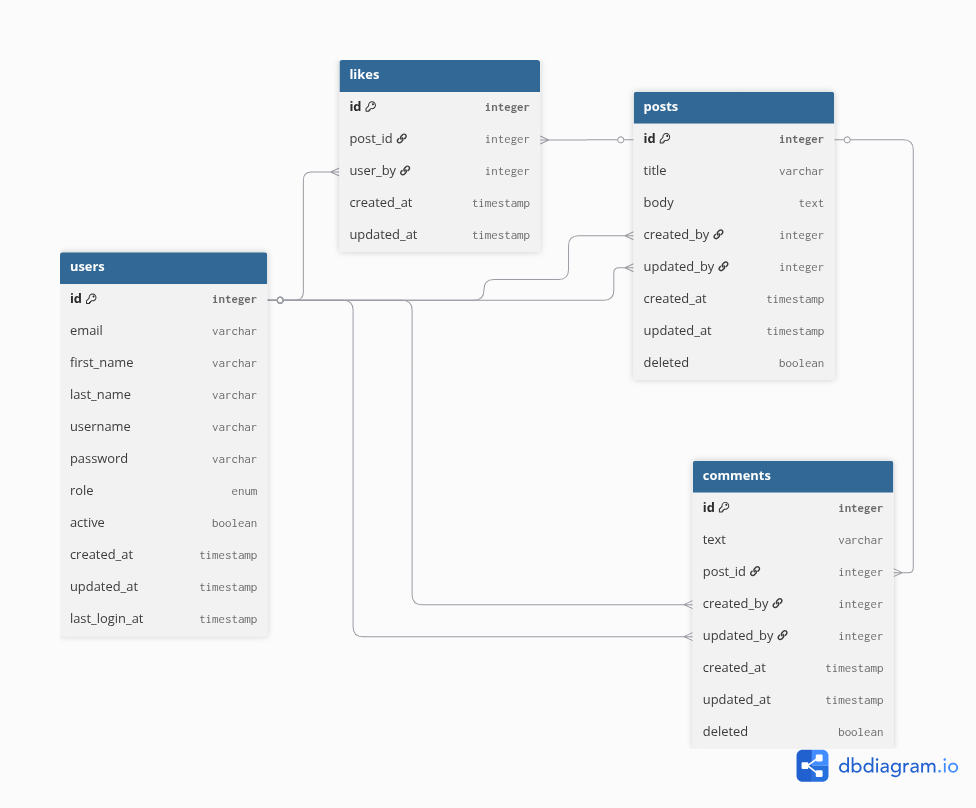 likes
id integer
post_id integer
user_by integer
created_at timestamp
updated_at timestamp
posts
id integer
title varchar
body text
created_by integer
updated_by integer
created_at timestamp
updated_at timestamp
deleted boolean
users
id integer
email varchar
first_name varchar
last_name varchar
username varchar
password varchar
role enum
active boolean
created_at timestamp
updated_at timestamp
last_login_at timestamp
comments
id integer
text varchar
post_id integer
created_by integer
updated_by integer
created_at timestamp
updated_at timestamp
deleted boolean
dbdiagram.io